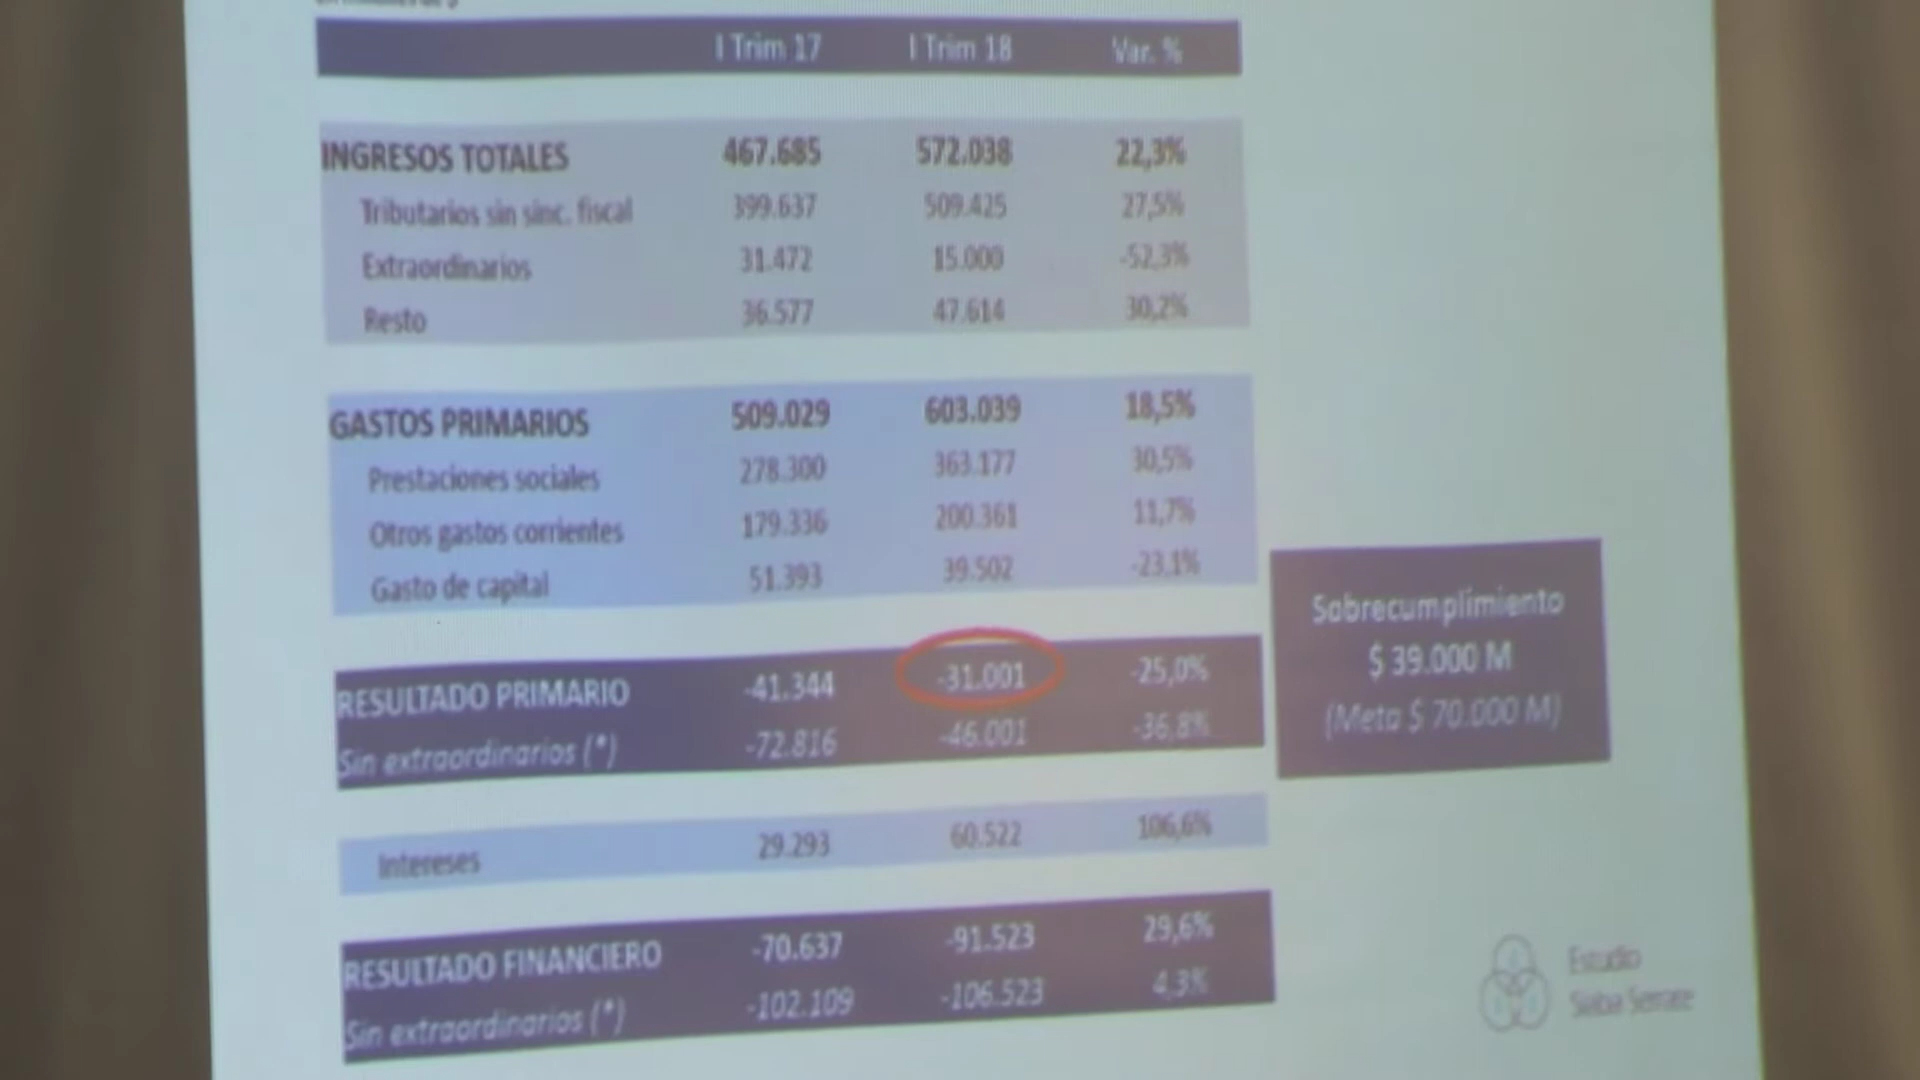 I Trim 17 I Trim 18 Var. %
INGRESOS TOTALES 467.685 572.038 22,3%
Tributarios sin sinc. fiscal 399.637 509.425 27,5%
Extraordinarios 31.472 15.000 -52,3%
Resto 36.577 47.614 30,2%
GASTOS PRIMARIOS 509.029 603.039 18,5%
Prestaciones sociales 278.300 363.177 30,5%
Otros gastos corrientes 179.336 200.361 11,7%
Gasto de capital 51.393 39.502 -23,1%
RESULTADO PRIMARIO -41.344 -31.001 -25,0%
Sin extraordinarios (*) -72.816 -46.001 -36,8%
Sobrecumplimiento
$ 39.000 M
(Meta $ 70.000 M)
Intereses 29.293 60.522 106,6%
RESULTADO FINANCIERO -70.637 -91.523 29,6%
Sin extraordinarios (*) -102.109 -106.523 4,3%
Estudio